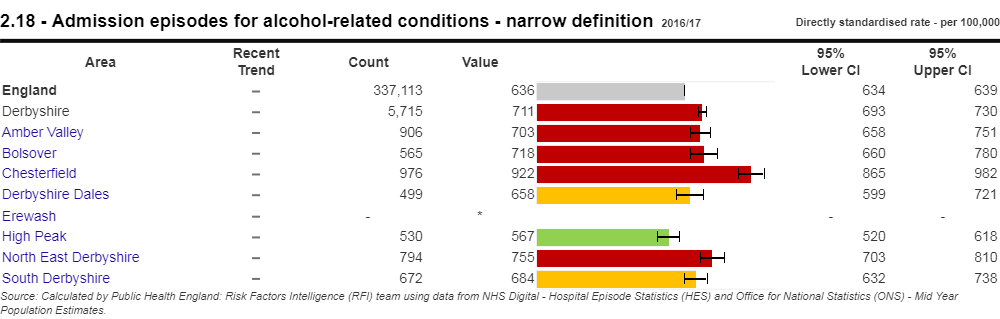 2.18 - Admission episodes for alcohol-related conditions - narrow definition 2016/17 Directly standardised rate - per 100,000
Area Recent Trend Count Value 95% Lower CI 95% Upper CI
England – 337,113 636 634 639
Derbyshire – 5,715 711 693 730
Amber Valley – 906 703 658 751
Bolsover – 565 718 660 780
Chesterfield – 976 922 865 982
Derbyshire Dales – 499 658 599 721
Erewash – - * - -
High Peak – 530 567 520 618
North East Derbyshire – 794 755 703 810
South Derbyshire – 672 684 632 738
Source: Calculated by Public Health England: Risk Factors Intelligence (RFI) team using data from NHS Digital - Hospital Episode Statistics (HES) and Office for National Statistics (ONS) - Mid Year
Population Estimates.